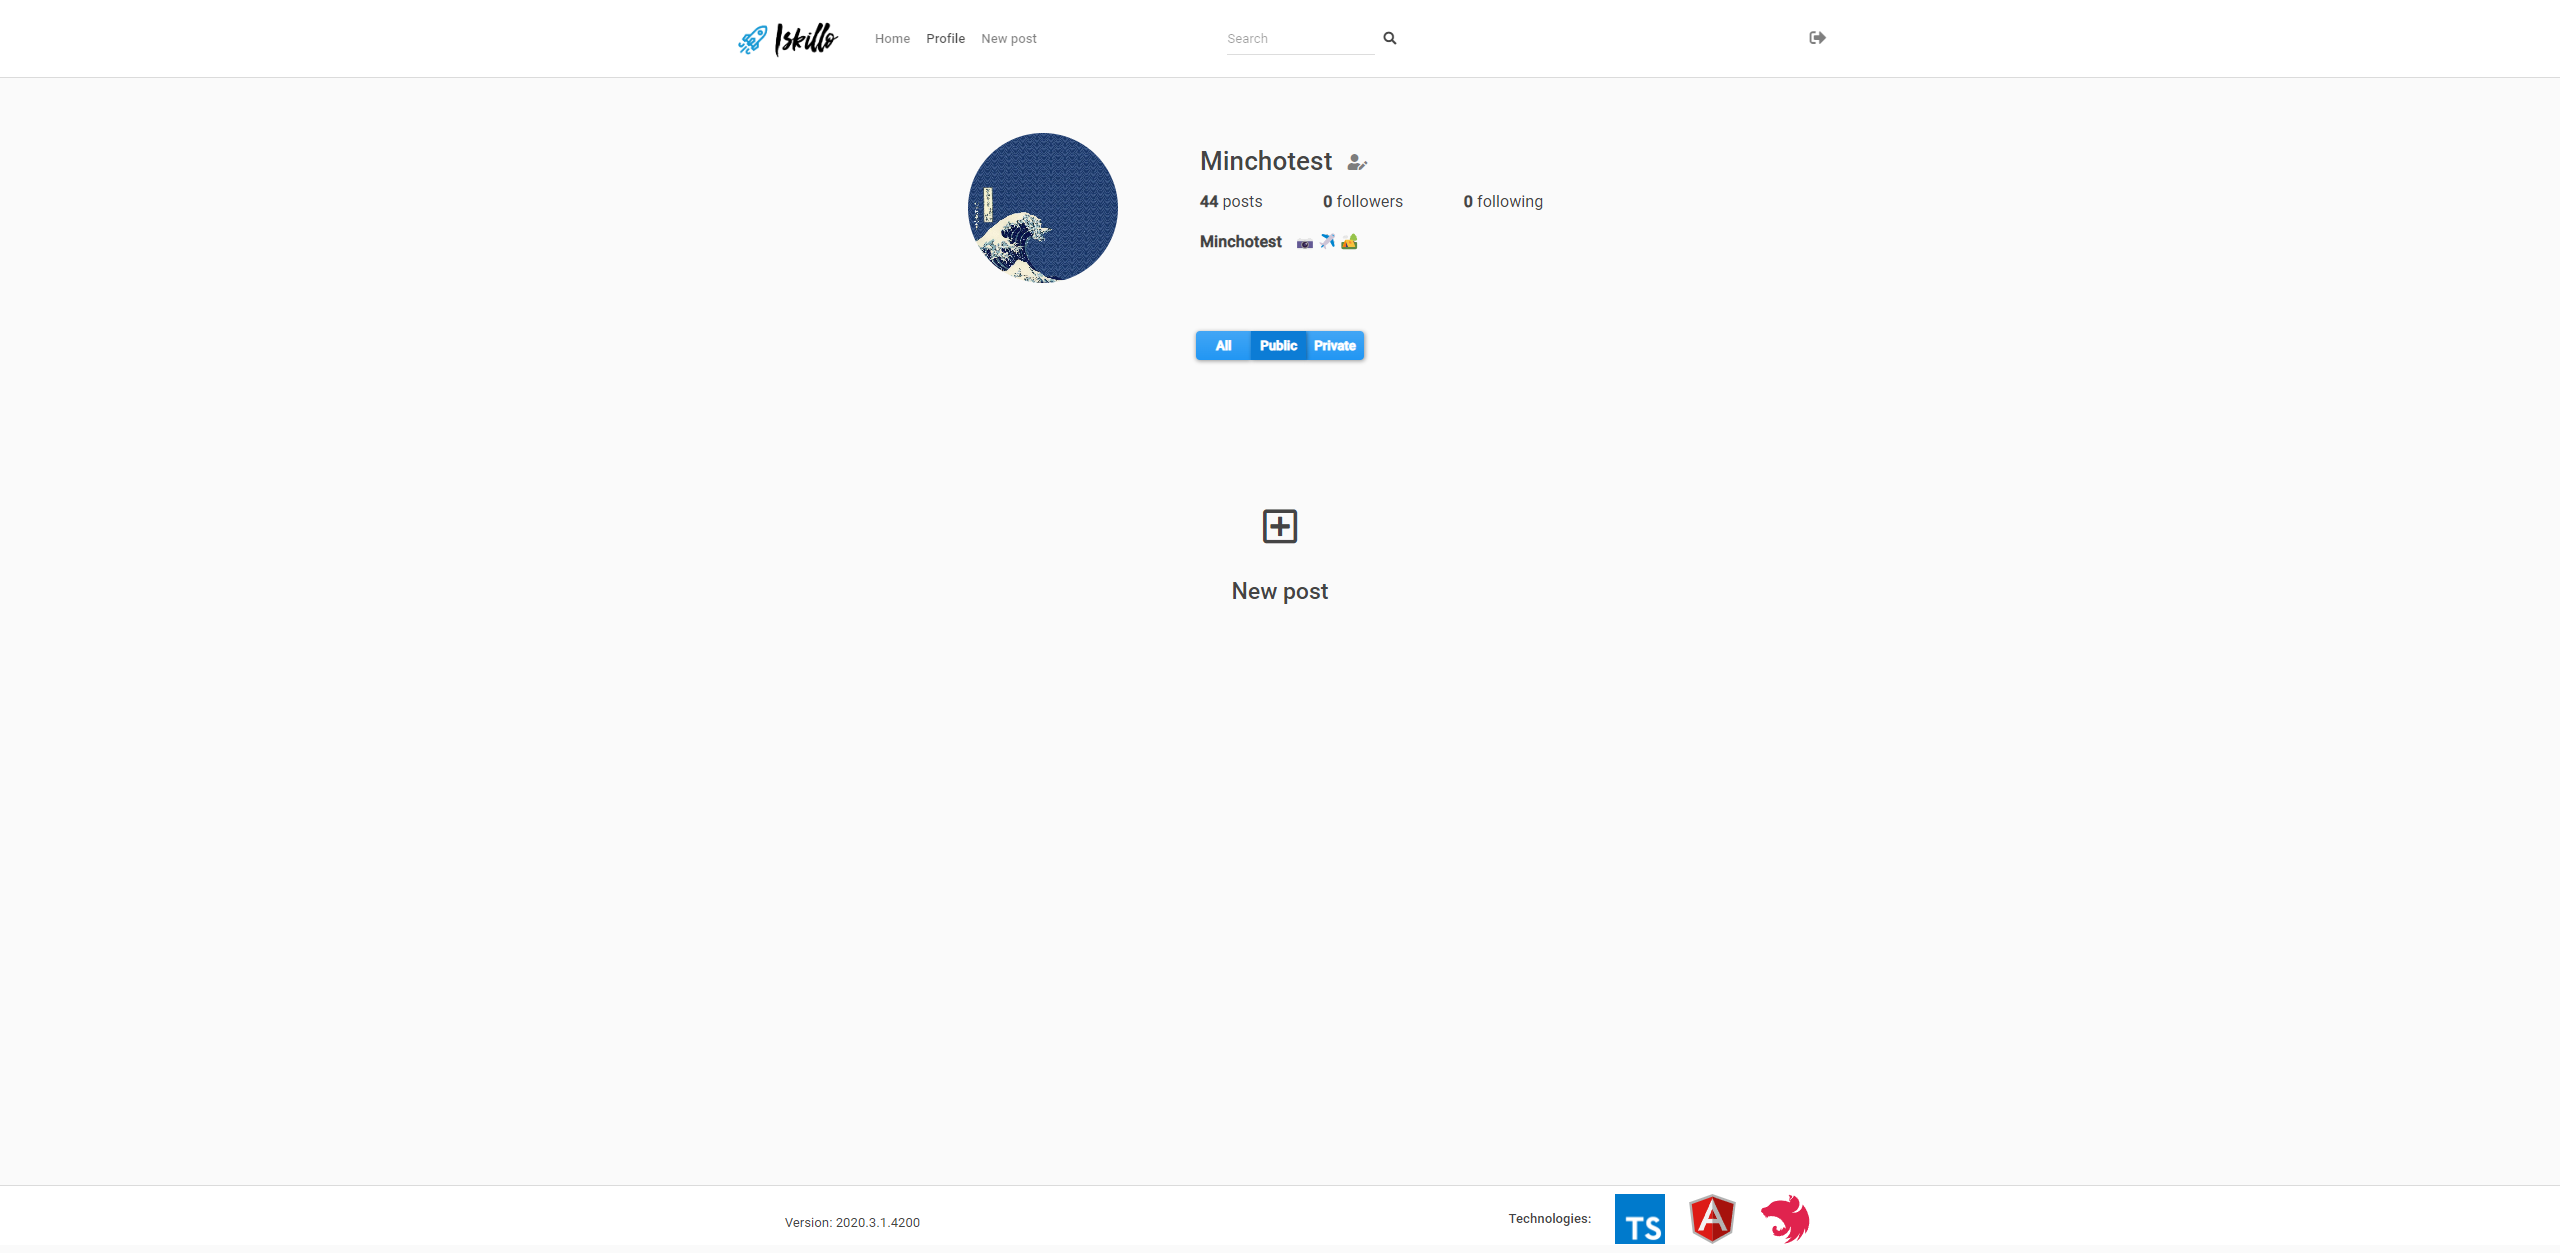 Iskillo Home Profile New post Search
Minchotest
44 posts 0 followers 0 following
Minchotest 📷 ✈️ 🏕️
All Public Private
New post
Version: 2020.3.1.4200 Technologies: TS A